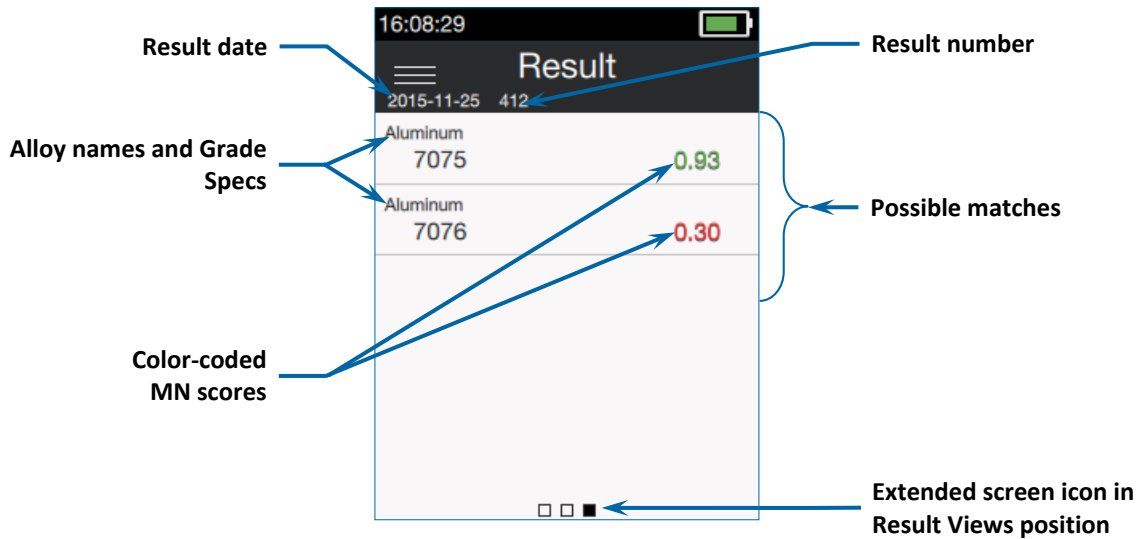 16:08:29
Result date
Result number
Result
2015-11-25 412
Alloy names and Grade
Specs
Aluminum
7075 0.93
Aluminum
7076 0.30
Possible matches
Color-coded
MN scores
Extended screen icon in
Result Views position